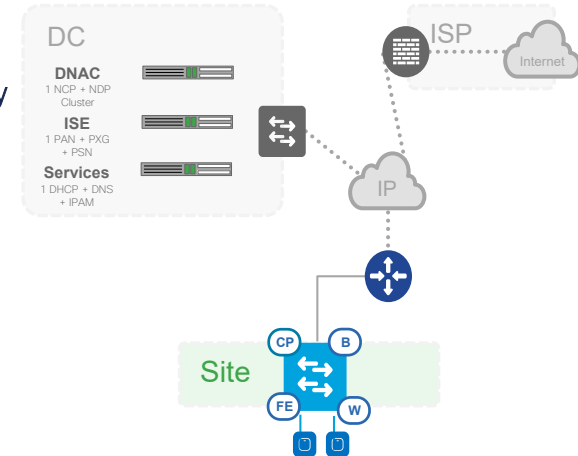 DC
DNAC
1 NCP + NDP
Cluster
ISE
1 PAN + PXG
+ PSN
Services
1 DHCP + DNS
+ IPAM
ISP
Internet
IP
Site
CP
B
FE
W
y